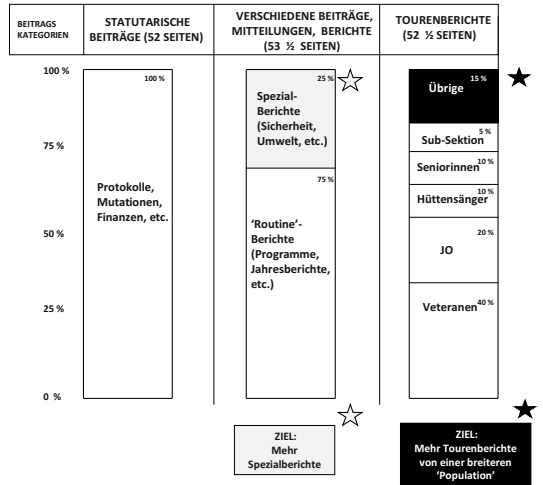 BEITRAGS
KATEGORIEN
STATUTARISCHE
BEITRÄGE (52 SEITEN)
VERSCHIEDENE BEITRÄGE,
MITTEILUNGEN, BERICHTE
(53 ½ SEITEN)
TOURENBERICHTE
(52 ½ SEITEN)
100 %
75 %
50 %
25 %
0 %
100 %
Protokolle,
Mutationen,
Finanzen, etc.
25 %
Spezial-
Berichte
(Sicherheit,
Umwelt, etc.)
75 %
‘Routine’-
Berichte
(Programme,
Jahresberichte,
etc.)
15 %
Übrige
5 %
Sub-Sektion
10 %
Seniorinnen
10 %
Hüttensänger
20 %
JO
Veteranen 40 %
ZIEL:
Mehr
Spezialberichte
ZIEL:
Mehr Tourenberichte
von einer breiteren
‘Population’